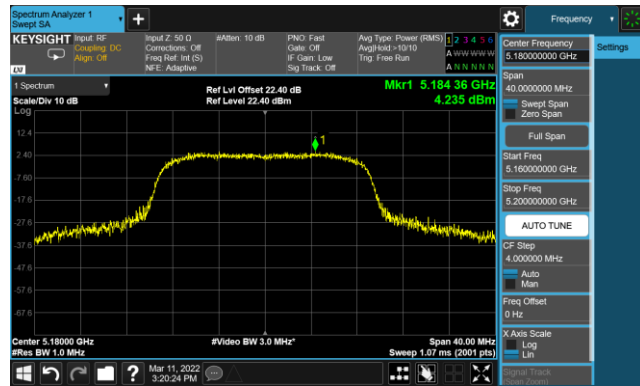 Spectrum Analyzer 1
Swept SA
+
Frequency
KEYSIGHT
Input: RF
Coupling: DC
Align: Off
Input Z: 50 Ω
Corrections: Off
Freq Ref: Int (S)
NFE: Adaptive
#Atten: 10 dB
PNO: Fast
Gate: Off
IF Gain: Low
Sig Track: Off
Avg Type: Power (RMS)
Avg|Hold:>10/10
Trig: Free Run
1 2 3 4 5 6
A W W W W W
A N N N N N
LXI
1 Spectrum
Scale/Div 10 dB
Log
Ref Lvl Offset 22.40 dB
Ref Level 22.40 dBm
Mkr1 5.184 36 GHz
4.235 dBm
1
12.4
2.40
-7.60
-17.6
-27.6
-37.6
-47.6
-57.6
-67.6
Center 5.18000 GHz
#Res BW 1.0 MHz
#Video BW 3.0 MHz*
Span 40.00 MHz
Sweep 1.07 ms (2001 pts)
Center Frequency
5.180000000 GHz
Settings
Span
40.0000000 MHz
Swept Span
Zero Span
Full Span
Start Freq
5.160000000 GHz
Stop Freq
5.200000000 GHz
AUTO TUNE
CF Step
4.000000 MHz
Auto
Man
Freq Offset
0 Hz
X Axis Scale
Log
Lin
Signal Track
(Span Zoom)
?
Mar 11, 2022
3:20:24 PM